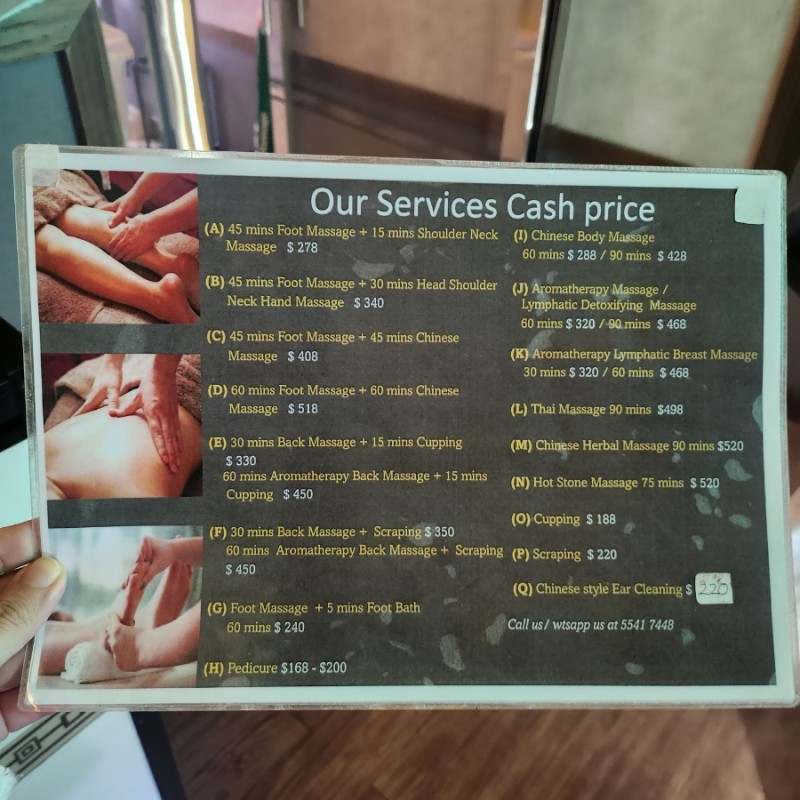 Our Services Cash price
(A) 45 mins Foot Massage + 15 mins Shoulder Neck
Massage $ 278
(B) 45 mins Foot Massage + 30 mins Head Shoulder
Neck Hand Massage $ 340
(C) 45 mins Foot Massage + 45 mins Chinese
Massage $ 408
(D) 60 mins Foot Massage + 60 mins Chinese
Massage $ 518
(E) 30 mins Back Massage + 15 mins Cupping
$ 330
60 mins Aromatherapy Back Massage + 15 mins
Cupping $ 450
(F) 30 mins Back Massage + Scraping $ 350
60 mins Aromatherapy Back Massage + Scraping
$ 450
(G) Foot Massage + 5 mins Foot Bath
60 mins $ 240
(H) Pedicure $168 - $200
(I) Chinese Body Massage
60 mins $ 288 / 90 mins $ 428
(J) Aromatherapy Massage /
Lymphatic Detoxifying Massage
60 mins $ 320 / 90 mins $ 468
(K) Aromatherapy Lymphatic Breast Massage
30 mins $ 320 / 60 mins $ 468
(L) Thai Massage 90 mins $498
(M) Chinese Herbal Massage 90 mins $520
(N) Hot Stone Massage 75 mins $ 520
(O) Cupping $ 188
(P) Scraping $ 220
(Q) Chinese style Ear Cleaning $ 220
Call us/ wtsapp us at 5541 7448